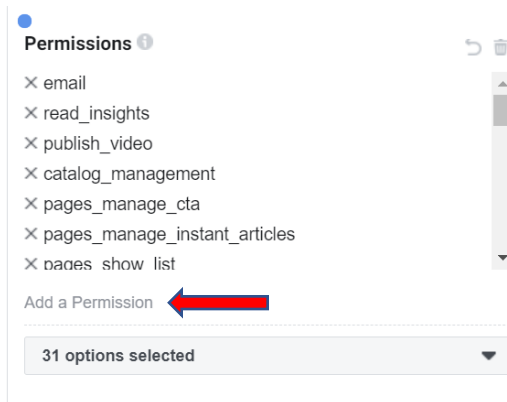 Permissions
email
read_insights
publish_video
catalog_management
pages_manage_cta
pages_manage_instant_articles
pages_show_list
Add a Permission
31 options selected